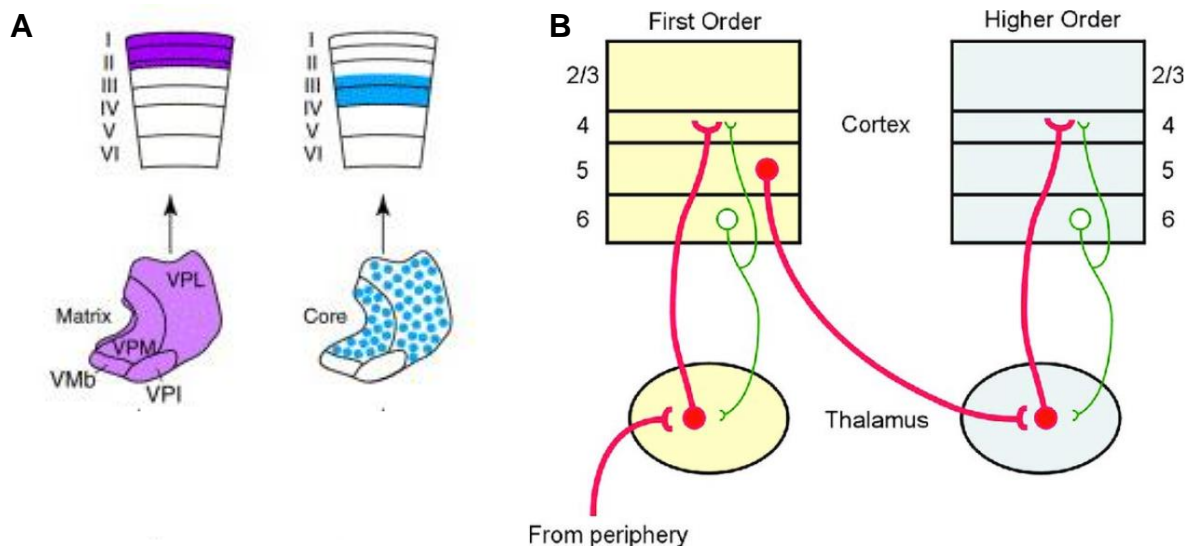 A
I
II
III
IV
V
VI
VPL
Matrix
VPM
VMb
VPI
I
II
III
IV
V
VI
Core
B
First Order
Higher Order
2/3
4
5
6
Cortex
2/3
4
5
6
Thalamus
From periphery